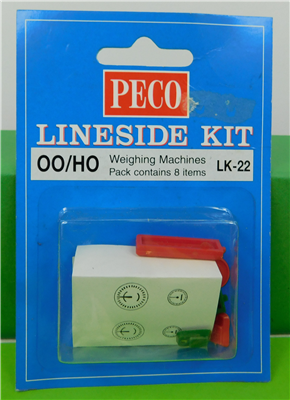 PECO
LINESIDE KIT
OO/HO Weighing Machines LK-22
Pack contains 8 items